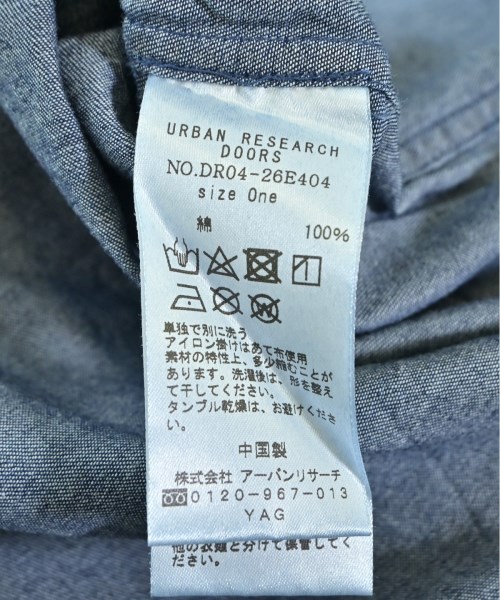 URBAN RESEARCH
DOORS
NO.DR04-26E404
size One
綿 100%
単独で別に洗う
アイロン掛けはあて布使用
素材の特性上、多少縮むことが
あります。洗濯後は、形を整え
て干してください。
タンブル乾燥は、お避けくださ
い。
中国製
株式会社 アーバンリサーチ
0120-967-013
YAG
他の衣類と分けて保管してく
ださい。